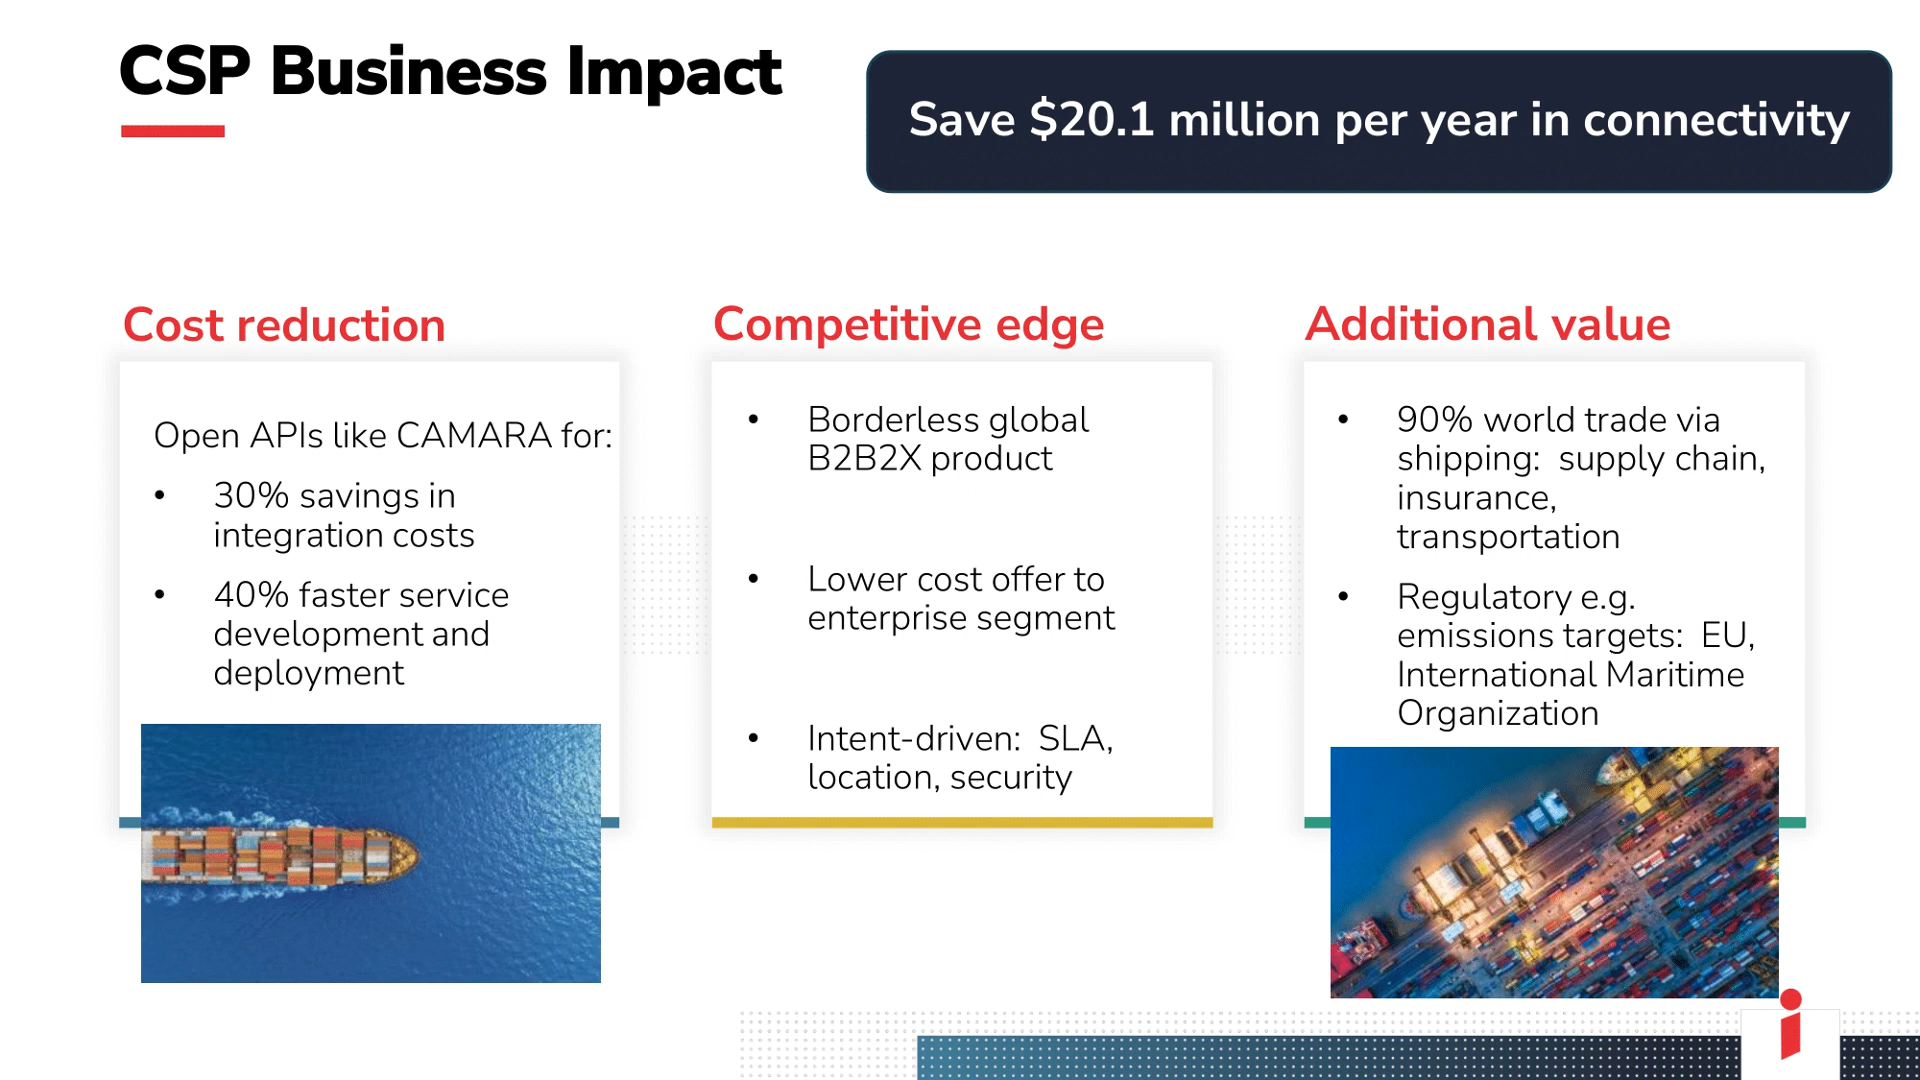 CSP Business Impact
Save $20.1 million per year in connectivity
Cost reduction
Open APIs like CAMARA for:
• 30% savings in
integration costs
• 40% faster service
development and
deployment
Competitive edge
• Borderless global
B2B2X product
• Lower cost offer to
enterprise segment
• Intent-driven:  SLA,
location, security
Additional value
• 90% world trade via
shipping:  supply chain,
insurance,
transportation
• Regulatory e.g.
emissions targets:  EU,
International Maritime
Organization